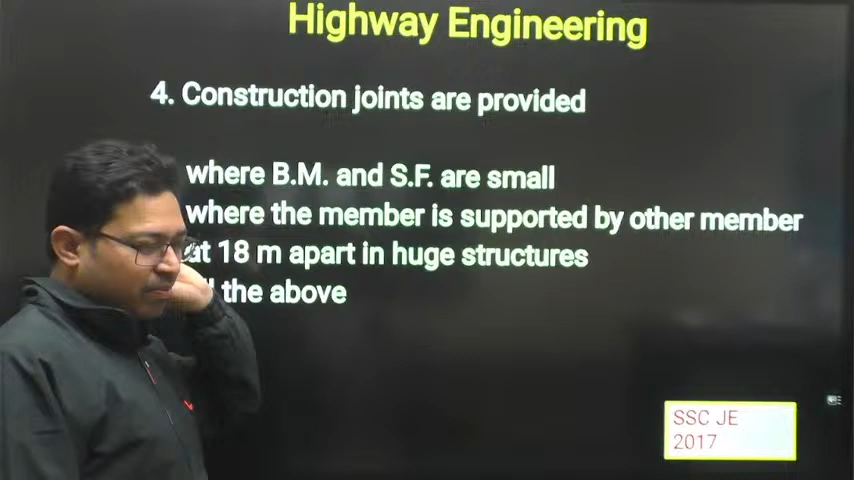 Highway Engineering
4. Construction joints are provided
where B.M. and S.F. are small
where the member is supported by other member
at 18 m apart in huge structures
the above
SSC JE
2017